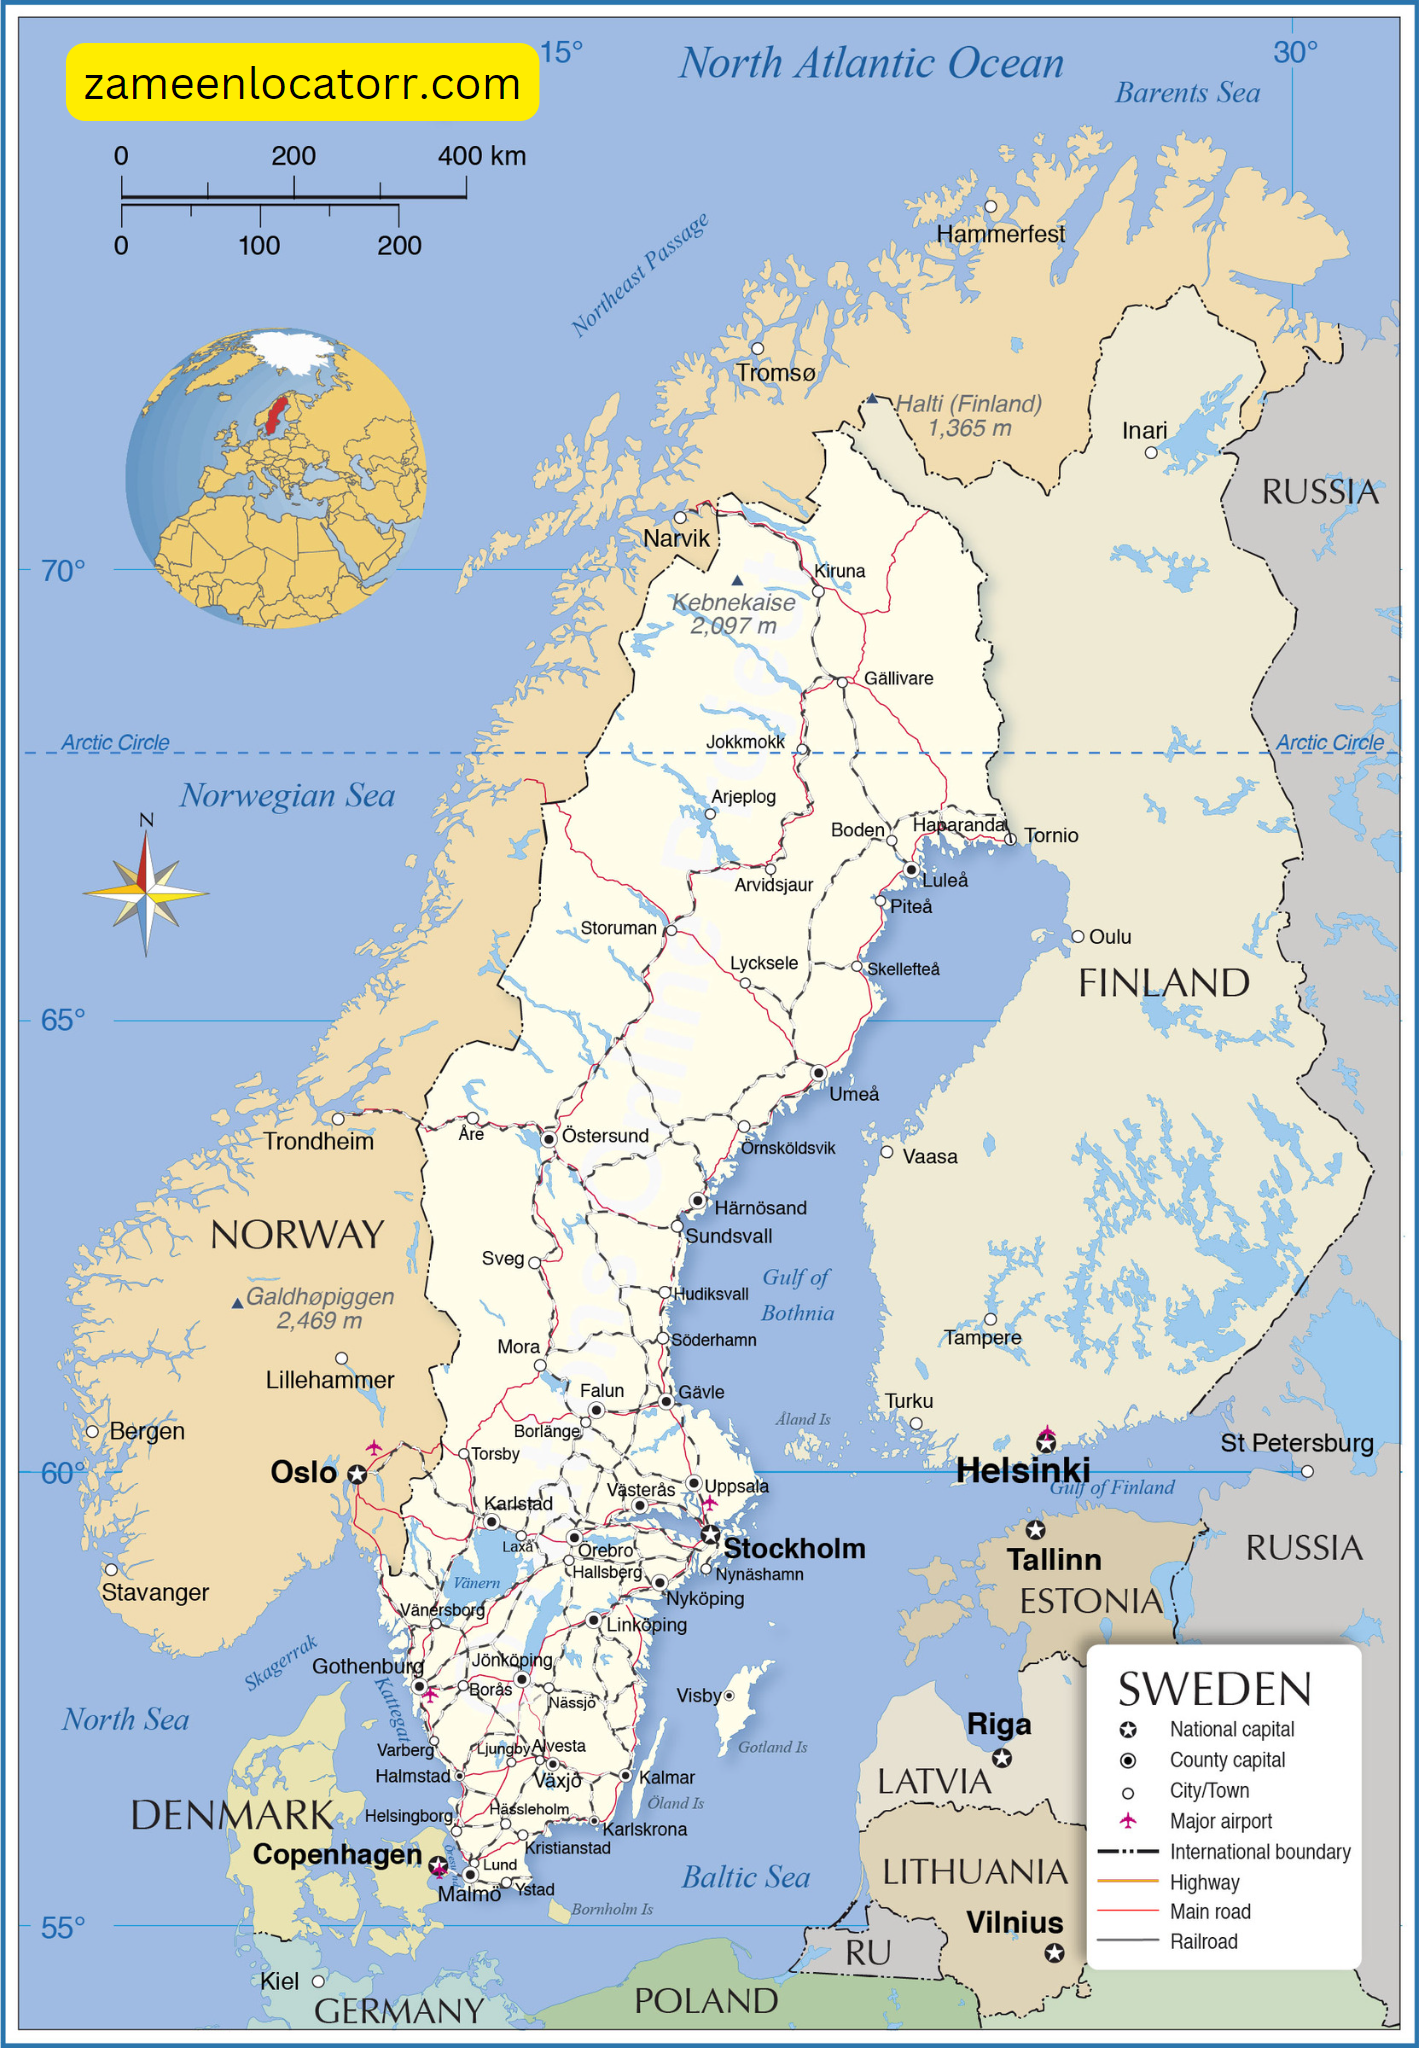 zameenlocatorr.com
15°
North Atlantic Ocean
30°
Barents Sea
0 200 400 km
0 100 200
Northeast Passage
Hammerfest
Tromsø
Halti (Finland)
1,365 m
Inari
RUSSIA
Narvik
70°
Kiruna
Kebnekaise
2,097 m
Gällivare
Arctic Circle
Jokkmokk
Arctic Circle
Norwegian Sea
Arjeplog
N
Boden
Haparanda
Tornio
Luleå
Arvidsjaur
Piteå
Storuman
Oulu
Lycksele
Skellefteå
FINLAND
65°
Umeå
Trondheim
Åre
Östersund
Örnsköldsvik
Vaasa
Härnösand
NORWAY
Sundsvall
Sveg
Gulf of
Bothnia
Hudiksvall
Galdhøpiggen
2,469 m
Söderhamn
Tampere
Mora
Lillehammer
Falun
Gävle
Turku
Åland Is
Bergen
Borlänge
St Petersburg
Torsby
Oslo
Helsinki
60°
Gulf of Finland
Uppsala
Västerås
Karlstad
Laxå
Örebro
Stockholm
RUSSIA
Tallinn
Hallsberg
Nynäshamn
Vänern
Stavanger
Nyköping
ESTONIA
Vänersborg
Linköping
Skagerrak
Gothenburg
Jönköping
SWEDEN
Borås
Nässjö
Visby
Kattegat
North Sea
Riga
National capital
Gotland Is
Varberg
Ljungby
Alvesta
County capital
Halmstad
Växjö
Kalmar
LATVIA
City/Town
Öland Is
DENMARK
Helsingborg
Hässleholm
Karlskrona
Major airport
Kristianstad
International boundary
Copenhagen
Öresund
Lund
Baltic Sea
LITHUANIA
Highway
Malmö
Ystad
Bornholm Is
Main road
55°
Vilnius
Railroad
RU
Kiel
GERMANY
POLAND